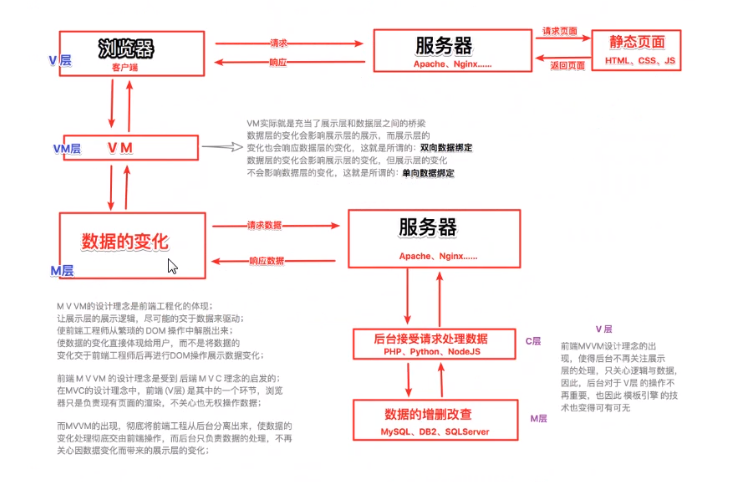 浏览器
客户端
V 层
请求
响应
服务器
Apache、Nginx......
请求页面
返回页面
静态页面
HTML、CSS、JS
VM层
V M
VM实际就是充当了展示层和数据层之间的桥梁
数据层的变化会影响展示层的展示，而展示层的
变化也会响应数据层的变化，这就是所谓的：双向数据绑定
数据层的变化会影响展示层的变化，但展示层的变化
不会影响数据层的变化，这就是所谓的：单向数据绑定
数据的变化
M层
请求数据
响应数据
服务器
Apache、Nginx......
M V VM的设计理念是前端工程化的体现；
让展示层的展示逻辑，尽可能的交于数据来驱动；
使前端工程师从繁琐的 DOM 操作中解脱出来；
使数据的变化直接体现给用户，而不是将数据的
变化交于前端工程师后再进行DOM操作展示数据变化；
前端 M V VM 的设计理念是受到 后端 M V C 理念的启发的；
在MVC的设计理念中，前端 (V层) 是其中的一个环节，浏览
器只是负责现有页面的渲染，不关心也无权操作数据；
而MVVM的出现，彻底将前端工程从后台分离出来，使数据的
变化处理彻底交由前端操作，而后台只负责数据的处理，不再
关心因数据变化而带来的展示层的变化；
后台接受请求处理数据
PHP、Python、NodeJS
C层
数据的增删改查
MySQL、DB2、SQLServer
M层
V 层
前端MVVM设计理念的出
现，使得后台不再关注展示
层的处理，只关心逻辑与数据，
因此，后台对于 V层 的操作不
再重要，也因此 模板引擎 的技
术也变得可有可无